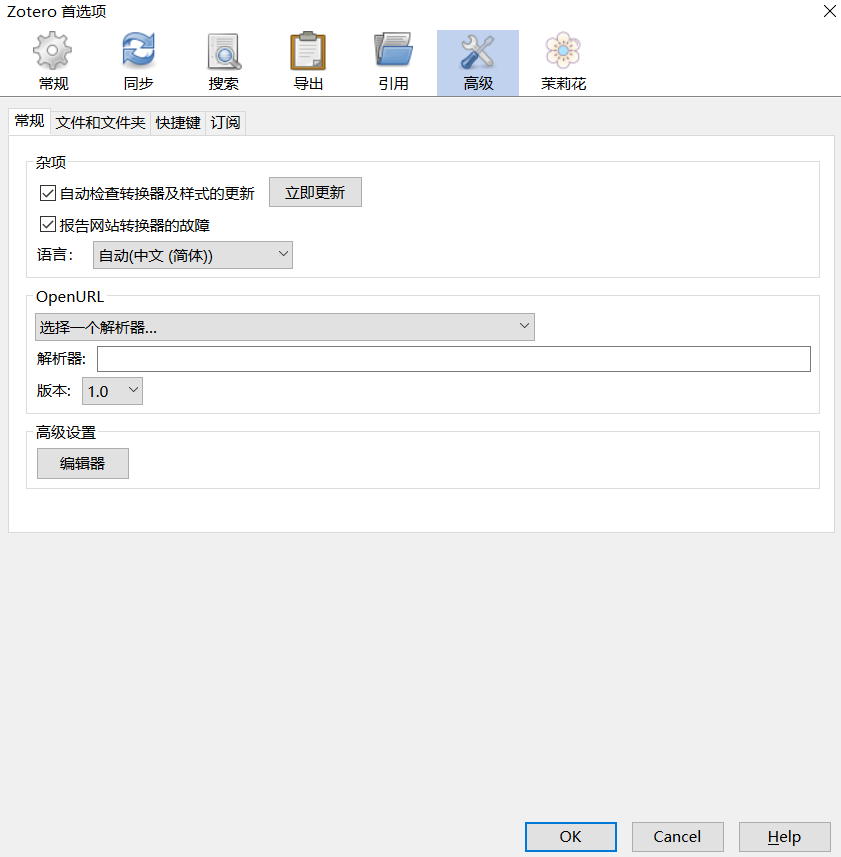 Zotero 首选项
常规 同步 搜索 导出 引用 高级 茉莉花
常规 文件和文件夹 快捷键 订阅
杂项
自动检查转换器及样式的更新 立即更新
报告网站转换器的故障
语言： 自动(中文 (简体))
OpenURL
选择一个解析器...
解析器:
版本: 1.0
高级设置
编辑器
OK Cancel Help